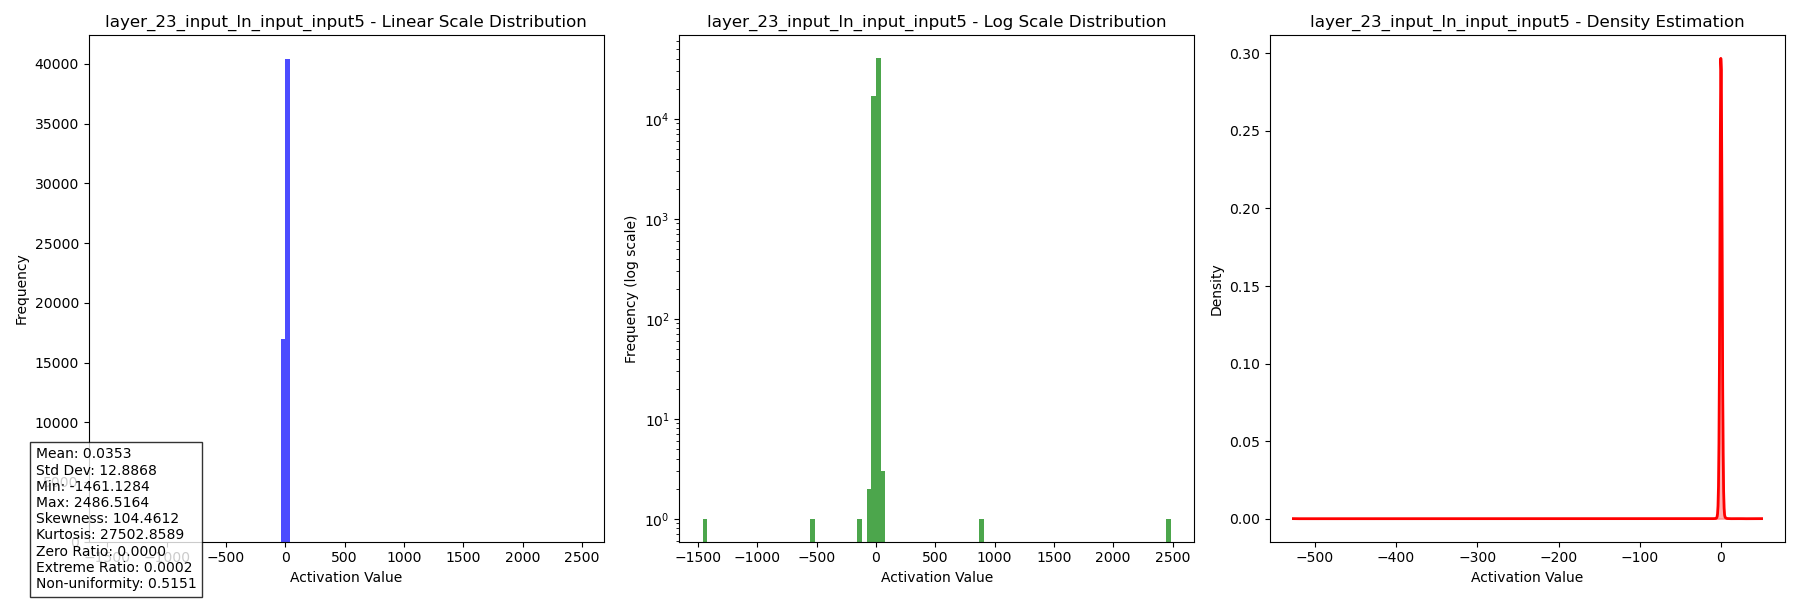 layer_23_input_ln_input_input5 - Linear Scale Distribution
Frequency
40000
35000
30000
25000
20000
15000
10000
5000
0
−1000
−500
0
500
1000
1500
2000
2500
Activation Value
Mean: 0.0353
Std Dev: 12.8868
Min: -1461.1284
Max: 2486.5164
Skewness: 104.4612
Kurtosis: 27502.8589
Zero Ratio: 0.0000
Extreme Ratio: 0.0002
Non-uniformity: 0.5151
layer_23_input_ln_input_input5 - Log Scale Distribution
Frequency (log scale)
10⁴
10³
10²
10¹
10⁰
−1500
−1000
−500
0
500
1000
1500
2000
2500
Activation Value
layer_23_input_ln_input_input5 - Density Estimation
Density
0.30
0.25
0.20
0.15
0.10
0.05
0.00
−500
−400
−300
−200
−100
0
Activation Value